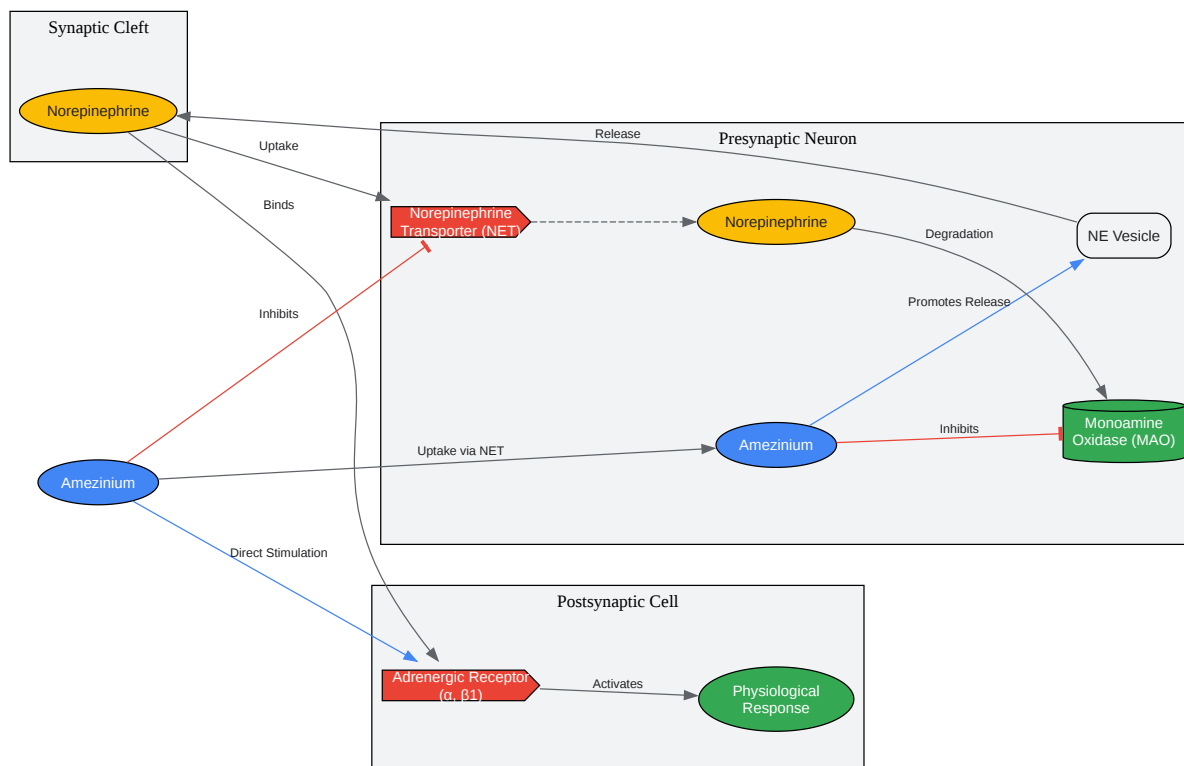 Synaptic Cleft
Norepinephrine
Release
Presynaptic Neuron
Uptake
Binds
Norepinephrine
Transporter (NET)
Norepinephrine
Degradation
NE Vesicle
Promotes Release
Inhibits
Monoamine
Oxidase (MAO)
Inhibits
Amezinium
Uptake via NET
Amezinium
Direct Stimulation
Postsynaptic Cell
Adrenergic Receptor
(α, β1)
Activates
Physiological
Response